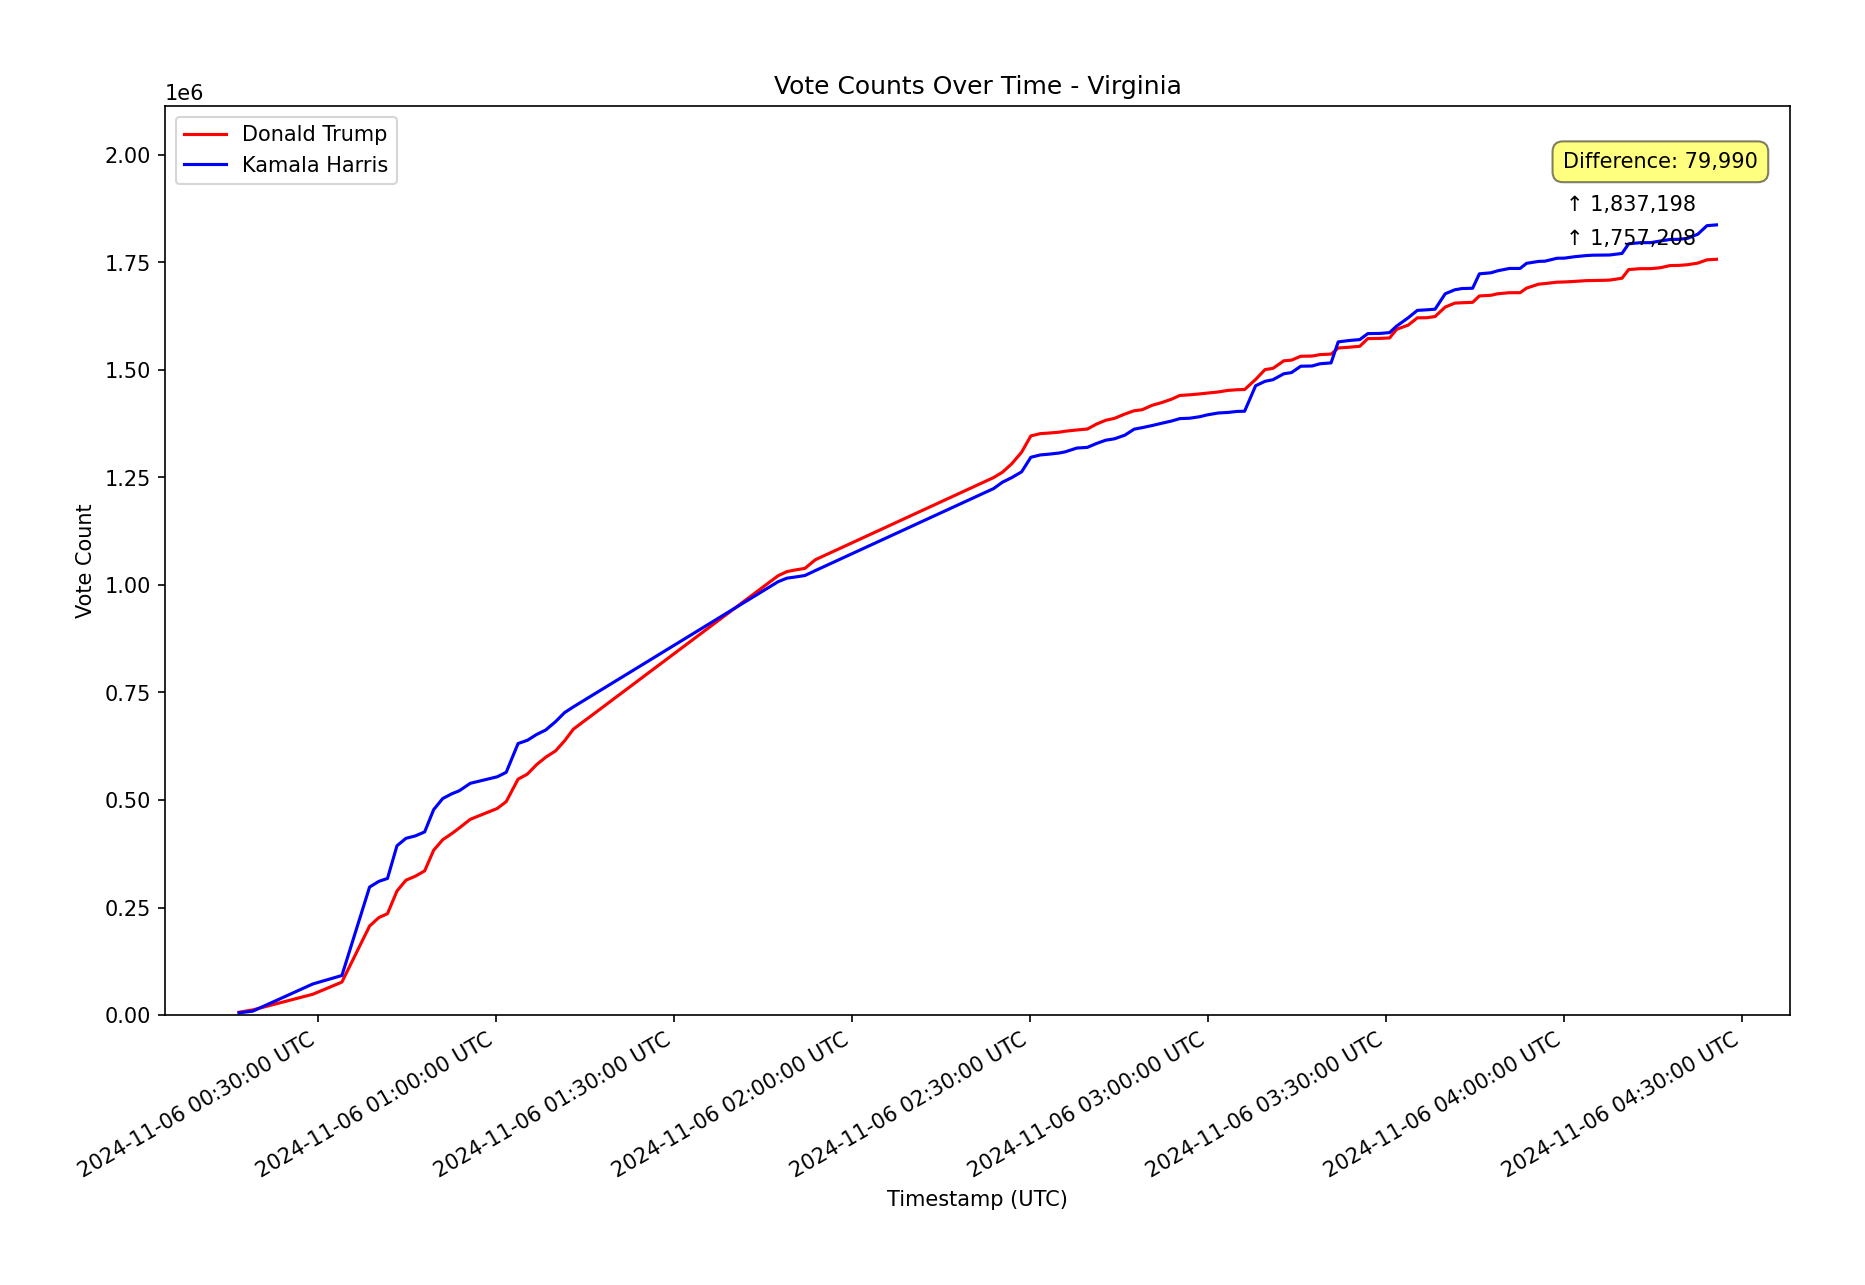 Vote Counts Over Time - Virginia
1e6
Donald Trump
Kamala Harris
Difference: 79,990
↑ 1,837,198
↑ 1,757,208
2.00
1.75
1.50
1.25
1.00
0.75
0.50
0.25
0.00
Vote Count
2024-11-06 00:30:00 UTC
2024-11-06 01:00:00 UTC
2024-11-06 01:30:00 UTC
2024-11-06 02:00:00 UTC
2024-11-06 02:30:00 UTC
2024-11-06 03:00:00 UTC
2024-11-06 03:30:00 UTC
2024-11-06 04:00:00 UTC
2024-11-06 04:30:00 UTC
Timestamp (UTC)